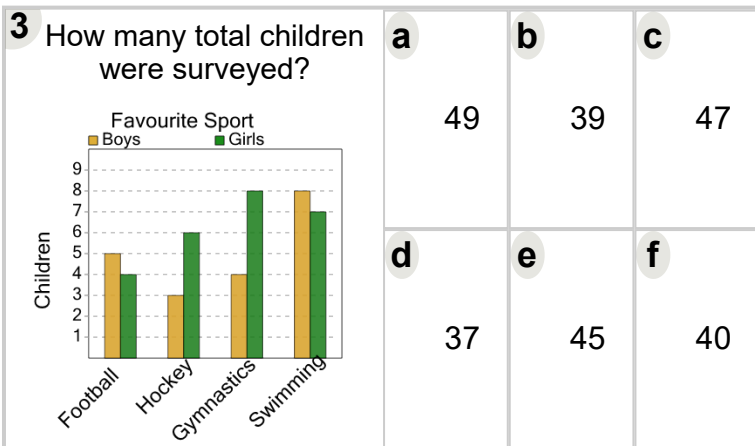 3
How many total children
were surveyed?
Favourite Sport
Boys Girls
9
8
7
6
5
4
3
2
1
Children
Football
Hockey
Gymnastics
Swimming
a
49
b
39
c
47
d
37
e
45
f
40